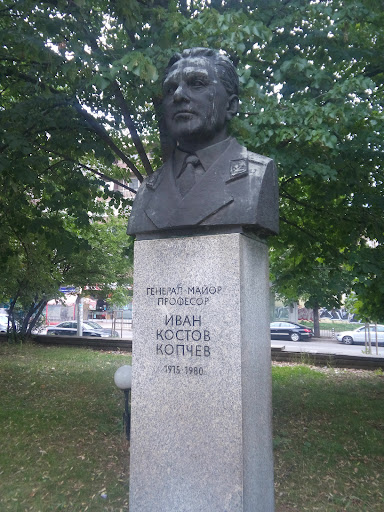 ГЕНЕРАЛ-МАЙОР
ПРОФЕСОР
ИВАН
КОСТОВ
КОПЧЕВ
1915-1980